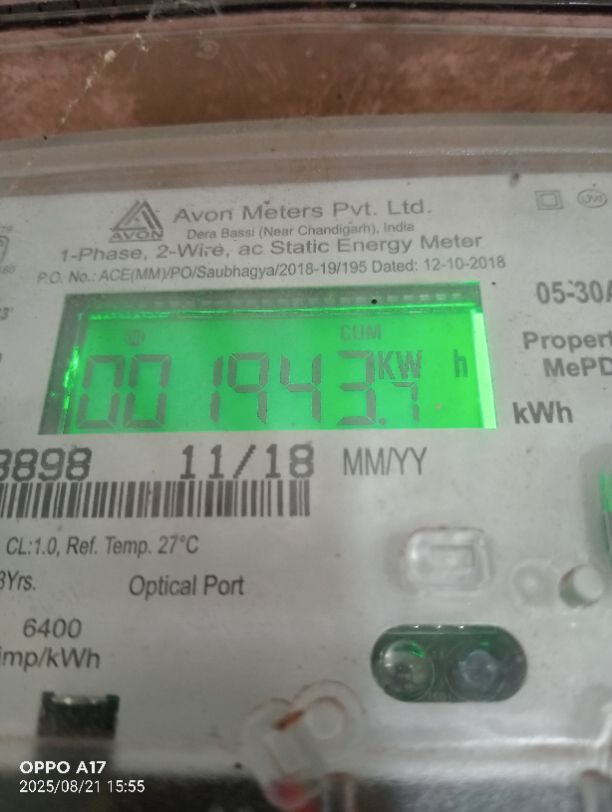 AVON
Avon Meters Pvt. Ltd.
Dera Bassi (Near Chandigarh), India
1-Phase, 2-Wire, ac Static Energy Meter
P.O. No.: ACE(MM)/PO/Saubhagya/2018-19/195 Dated: 12-10-2018
05-30A
Propert
MePD
CUM
001943.7 KW h
kWh
8898 11/18 MM/YY
CL:1.0, Ref. Temp. 27°C
Yrs. Optical Port
6400
imp/kWh
OPPO A17
2025/08/21 15:55